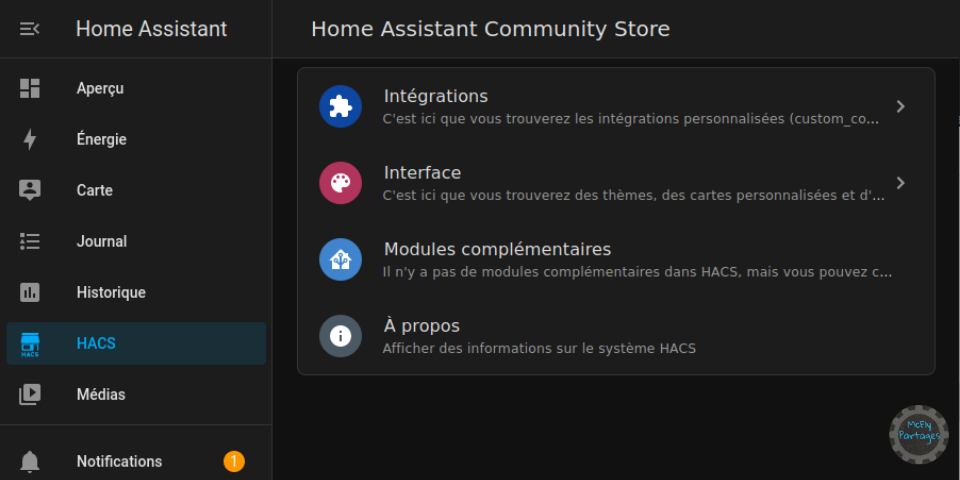 Home Assistant
Home Assistant Community Store
Aperçu
Énergie
Carte
Journal
Historique
HACS
HACS
Médias
Notifications
1
Intégrations
C'est ici que vous trouverez les intégrations personnalisées (custom_co...
Interface
C'est ici que vous trouverez des thèmes, des cartes personnalisées et d'...
Modules complémentaires
Il n'y a pas de modules complémentaires dans HACS, mais vous pouvez c...
À propos
Afficher des informations sur le système HACS
McFly
Partages